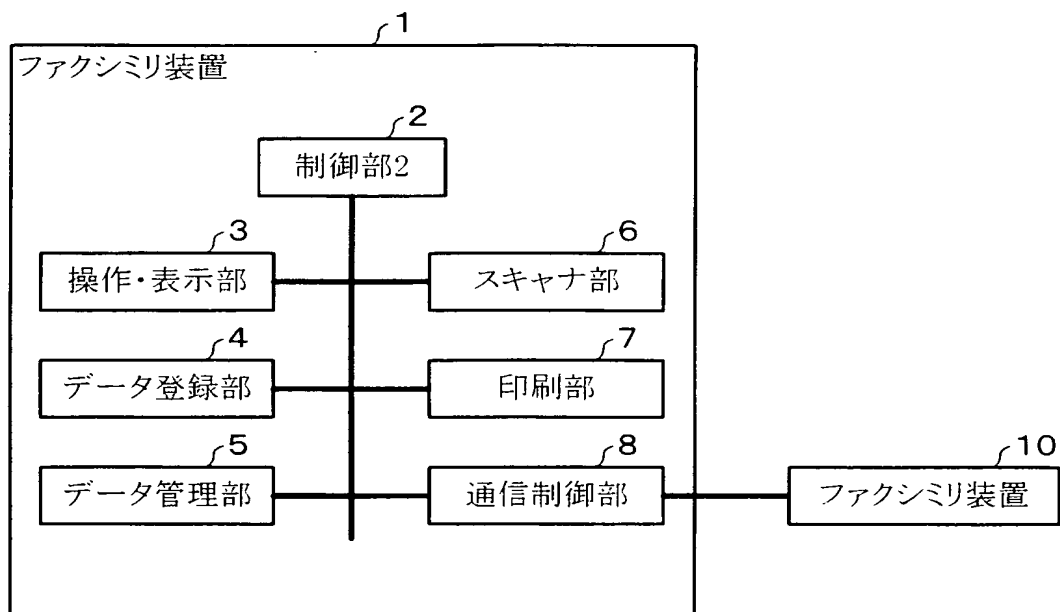 1
ファクシミリ装置
2
制御部2
3
操作・表示部
6
スキャナ部
4
データ登録部
7
印刷部
5
データ管理部
8
通信制御部
10
ファクシミリ装置